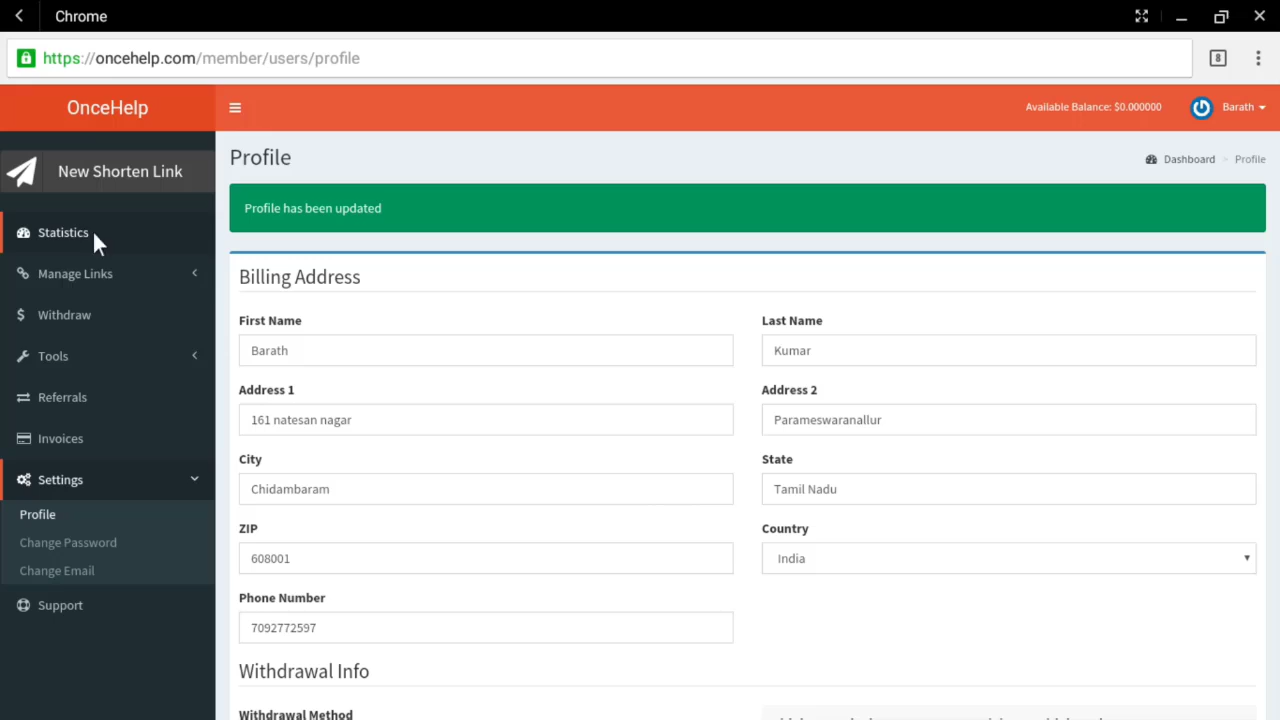 Chrome
https://oncehelp.com/member/users/profile
8
OnceHelp
Available Balance: $0.000000
Barath
New Shorten Link
Profile
Dashboard > Profile
Profile has been updated
Statistics
Manage Links
Withdraw
Tools
Referrals
Invoices
Settings
Profile
Change Password
Change Email
Support
Billing Address
First Name
Last Name
Barath
Kumar
Address 1
Address 2
161 natesan nagar
Parameswaranallur
City
State
Chidambaram
Tamil Nadu
ZIP
Country
608001
India
Phone Number
7092772597
Withdrawal Info
Withdrawal Method